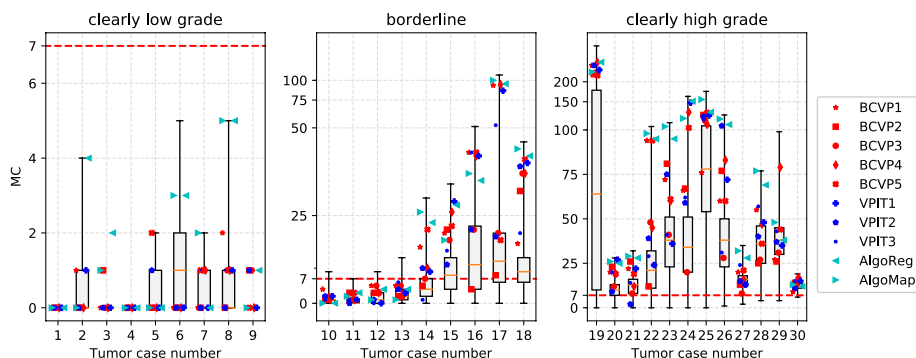 clearly low grade
borderline
clearly high grade
MC
7
6
4
2
0
1 2 3 4 5 6 7 8 9
Tumor case number
100
75
50
25
7
0
10 11 12 13 14 15 16 17 18
Tumor case number
200
150
100
50
25
7
0
19 20 21 22 23 24 25 26 27 28 29 30
Tumor case number
BCVP1
BCVP2
BCVP3
BCVP4
BCVP5
VPIT1
VPIT2
VPIT3
AlgoReg
AlgoMap